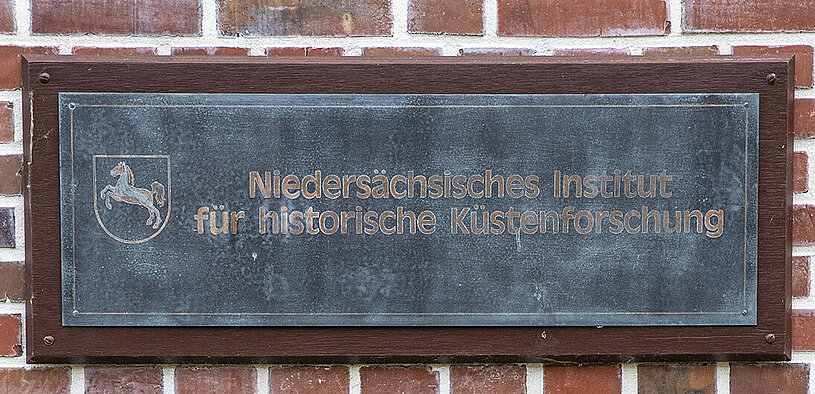 Niedersächsisches Institut
für historische Küstenforschung